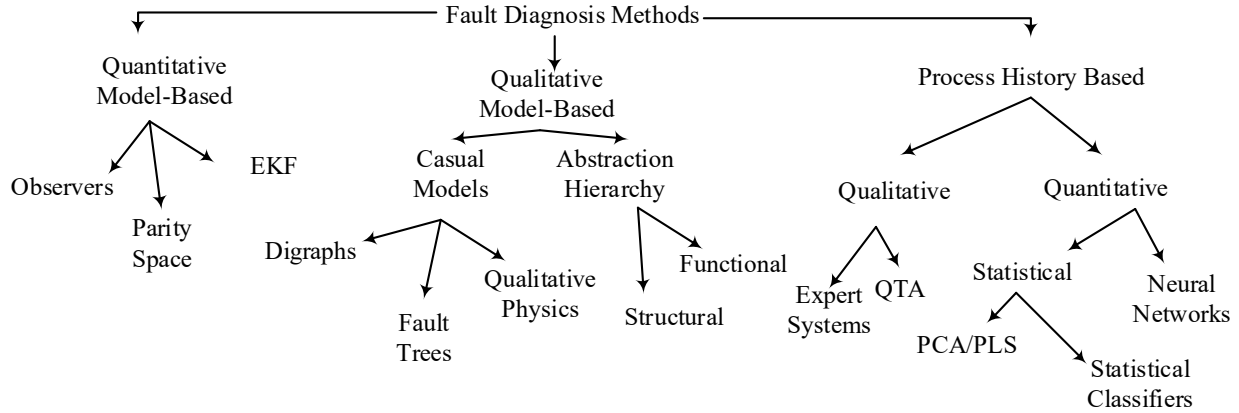 Fault Diagnosis Methods
Quantitative
Model-Based
Qualitative
Model-Based
Process History Based
Observers
Parity
Space
EKF
Casual
Models
Abstraction
Hierarchy
Qualitative
Quantitative
Digraphs
Fault
Trees
Qualitative
Physics
Structural
Functional
Expert
Systems
QTA
Statistical
Neural
Networks
PCA/PLS
Statistical
Classifiers